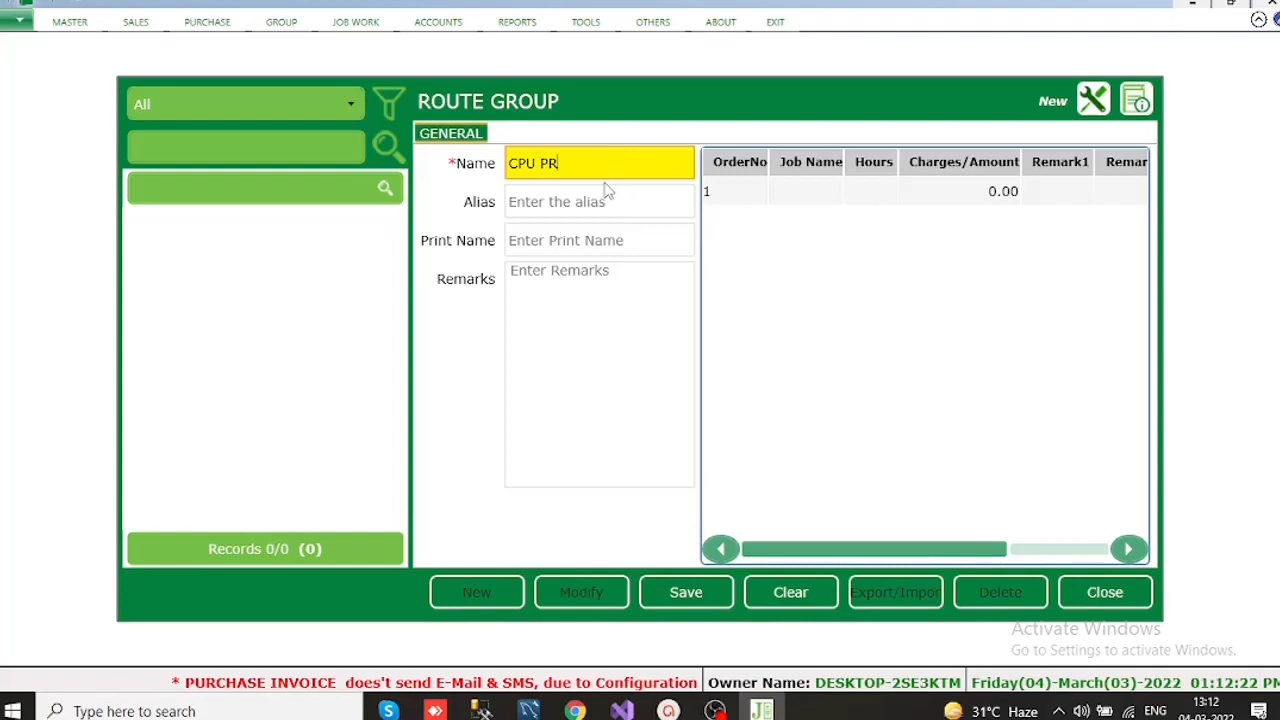 MASTER SALES PURCHASE GROUP JOB WORK ACCOUNTS REPORTS TOOLS OTHERS ABOUT EXIT
All
ROUTE GROUP
New
GENERAL
*Name CPU PR
Alias Enter the alias
Print Name Enter Print Name
Remarks Enter Remarks
OrderNo Job Name Hours Charges/Amount Remark1 Remar
1 0.00
Records 0/0 (0)
New Modify Save Clear Export/Impor Delete Close
Activate Windows
Go to Settings to activate Windows.
* PURCHASE INVOICE does't send E-Mail & SMS, due to Configuration
Owner Name: DESKTOP-2SE3KTM
Friday(04)-March(03)-2022 01:12:22 PM
Type here to search
31°C Haze
13:12
04-03-2022